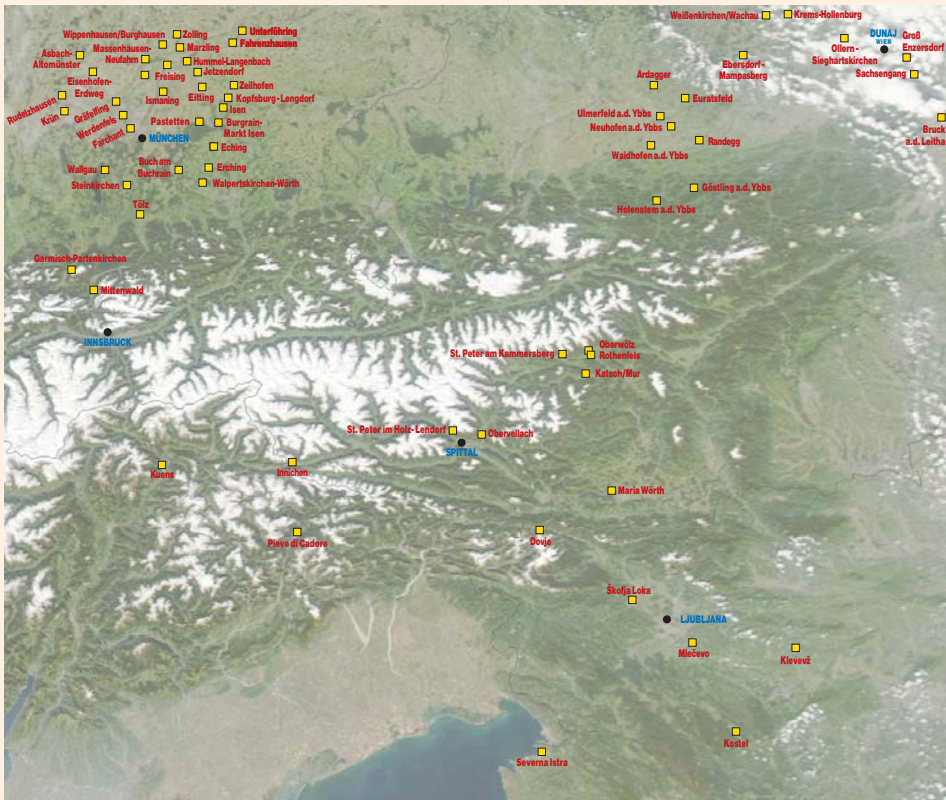 Weißenkirchen/Wachau
Krems-Hollenburg
Unterföhring
Wippenhausen/Burghausen
Zolling
DUNAJ
WIEN
Groß
Enzersdorf
Fahrenzhausen
Massenhausen-
Neufahrn
Marzling
Asbach-
Altomünster
Ollern-
Sieghartskirchen
Hummel-Langenbach
Ebersdorf-
Mampasberg
Sachsengang
Freising
Jetzendorf
Eisenhofen-
Erdweg
Ardagger
Zeilhofen
Eitting
Ismaning
Kopfsburg-Lengdorf
Euratsfeld
Rudelzhausen
Krün
Gräfelfing
Isen
Werdenfels
Ulmerfeld a.d. Ybbs
Pastetten
Burgrain-
Markt Isen
Neuhofen a.d. Ybbs
Farchant
MÜNCHEN
Bruck
a.d. Leitha
Randegg
Eching
Waidhofen a.d. Ybbs
Wallgau
Buch am
Buchrain
Erching
Steinkirchen
Walpertskirchen-Wörth
Göstling a.d. Ybbs
Tölz
Holenstem a.d. Ybbs
Garmisch-Partenkirchen
Mittenwald
INNSBRUCK
Oberwölz
Rothenfels
St. Peter am Kammersberg
Katsch/Mur
St. Peter im Holz-Lendorf
Obervellach
SPITTAL
Kuens
Innichen
Maria Wörth
Pieve di Cadore
Dovje
Škofja Loka
LJUBLJANA
Mlečevo
Klevevž
Kostel
Severna Istra